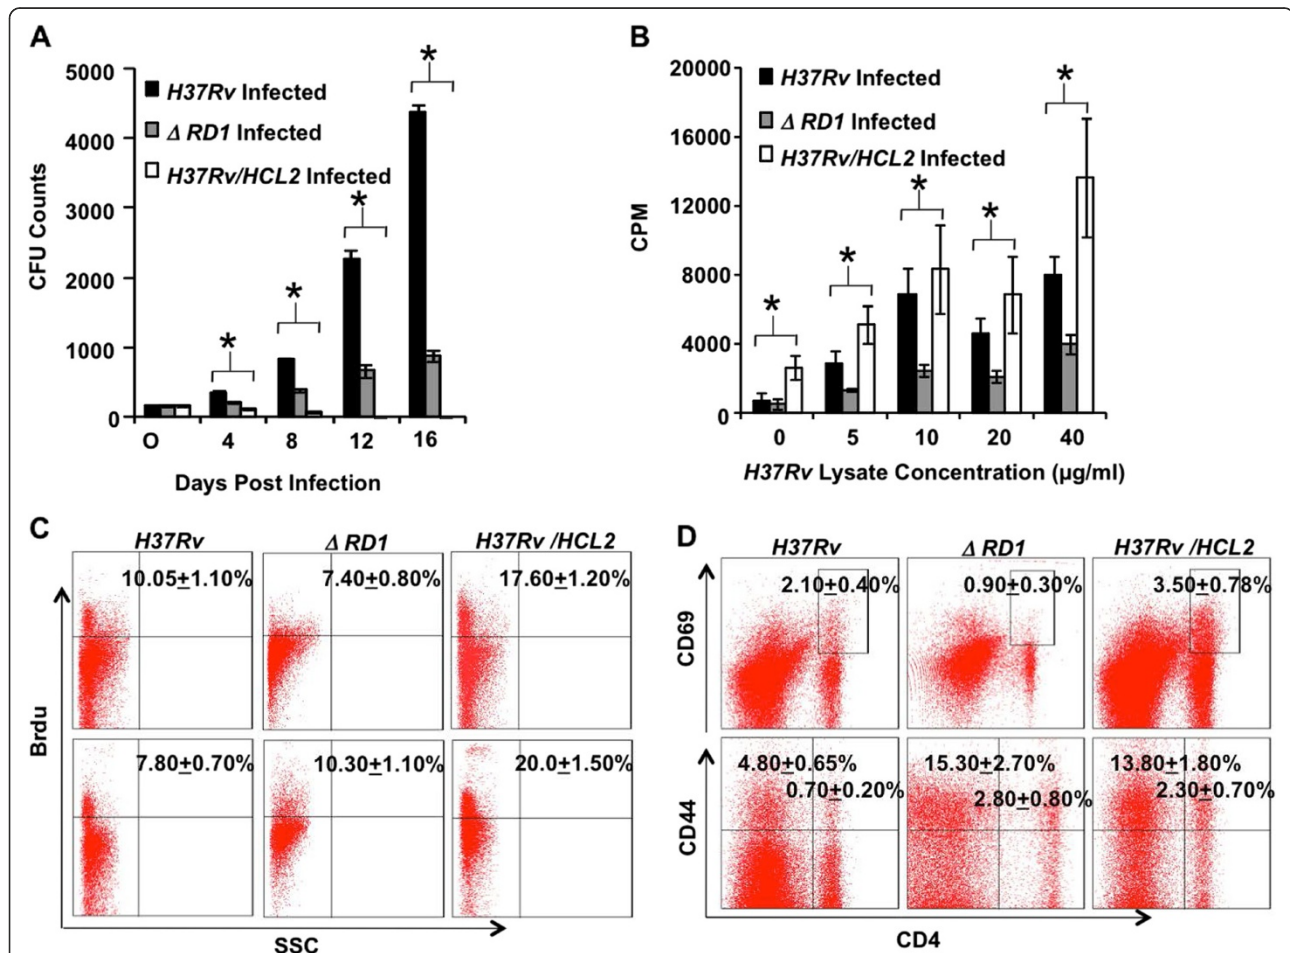 A
5000
4000
3000
2000
1000
0
CFU Counts
H37Rv Infected
Δ RD1 Infected
H37Rv/HCL2 Infected
*
*
*
*
O 4 8 12 16
Days Post Infection
B
20000
16000
12000
8000
4000
0
CPM
H37Rv Infected
Δ RD1 Infected
H37Rv/HCL2 Infected
*
*
*
*
*
0 5 10 20 40
H37Rv Lysate Concentration (µg/ml)
C
H37Rv Δ RD1 H37Rv /HCL2
10.05±1.10% 7.40±0.80% 17.60±1.20%
7.80±0.70% 10.30±1.10% 20.0±1.50%
Brdu
SSC
D
H37Rv Δ RD1 H37Rv /HCL2
2.10±0.40% 0.90±0.30% 3.50±0.78%
CD69
4.80±0.65% 15.30±2.70% 13.80±1.80%
0.70±0.20% 2.80±0.80% 2.30±0.70%
CD44
CD4